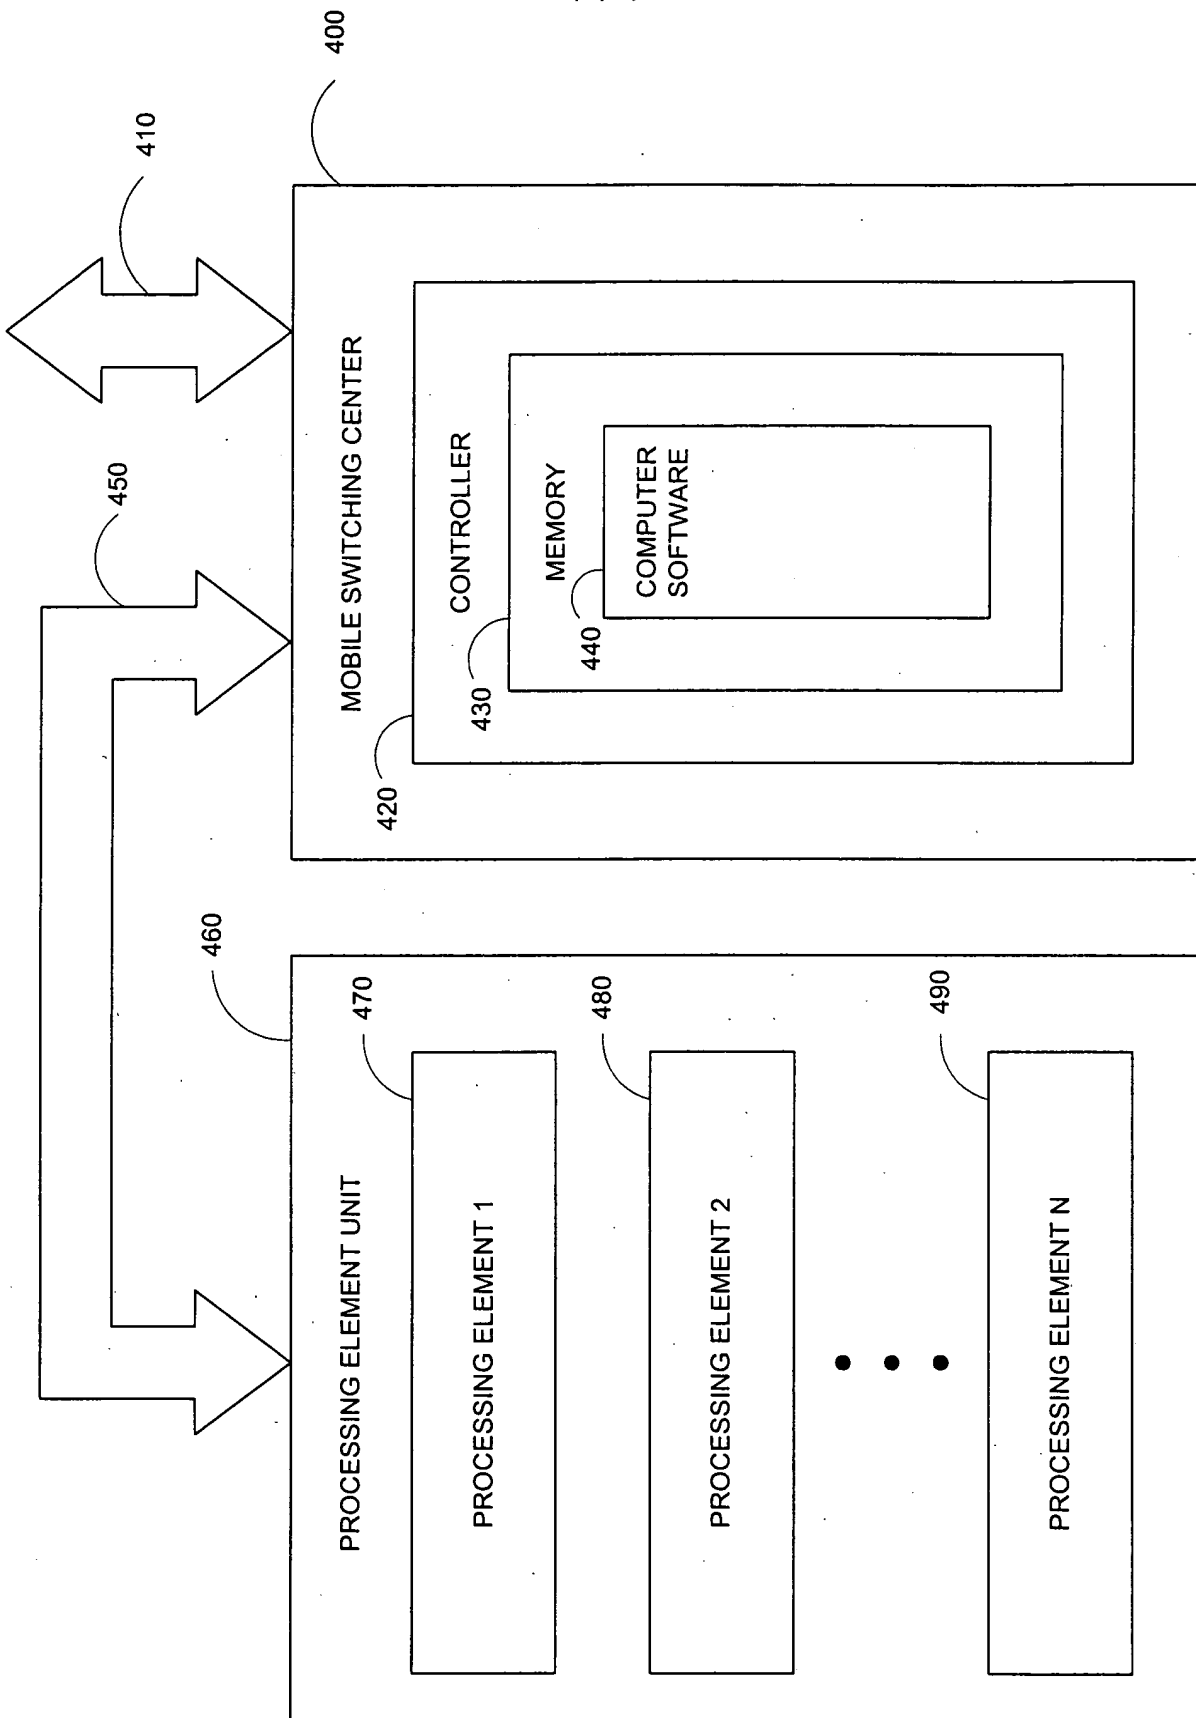 400
410
450
MOBILE SWITCHING CENTER
CONTROLLER
MEMORY
COMPUTER
SOFTWARE
440
430
420
460
PROCESSING ELEMENT UNIT
470
PROCESSING ELEMENT 1
480
PROCESSING ELEMENT 2
490
PROCESSING ELEMENT N